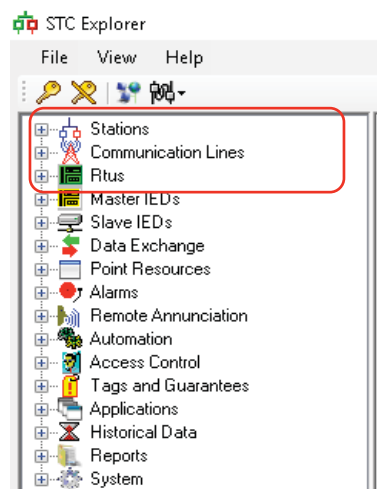 STC Explorer
File View Help
Stations
Communication Lines
Rtus
Master IEDs
Slave IEDs
Data Exchange
Point Resources
Alarms
Remote Annunciation
Automation
Access Control
Tags and Guarantees
Applications
Historical Data
Reports
System